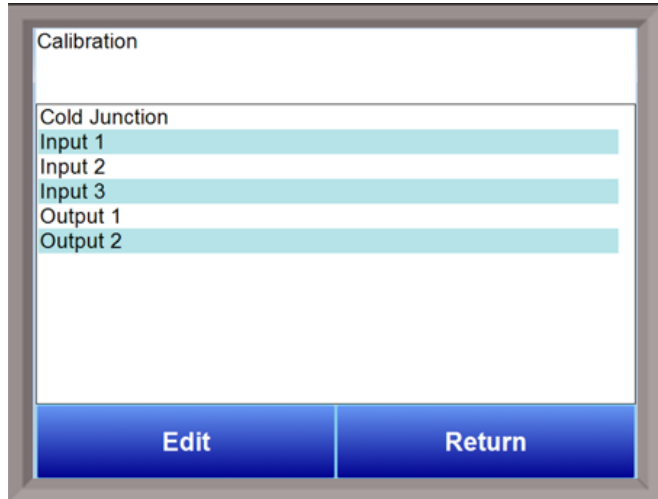 Calibration
Cold Junction
Input 1
Input 2
Input 3
Output 1
Output 2
Edit
Return